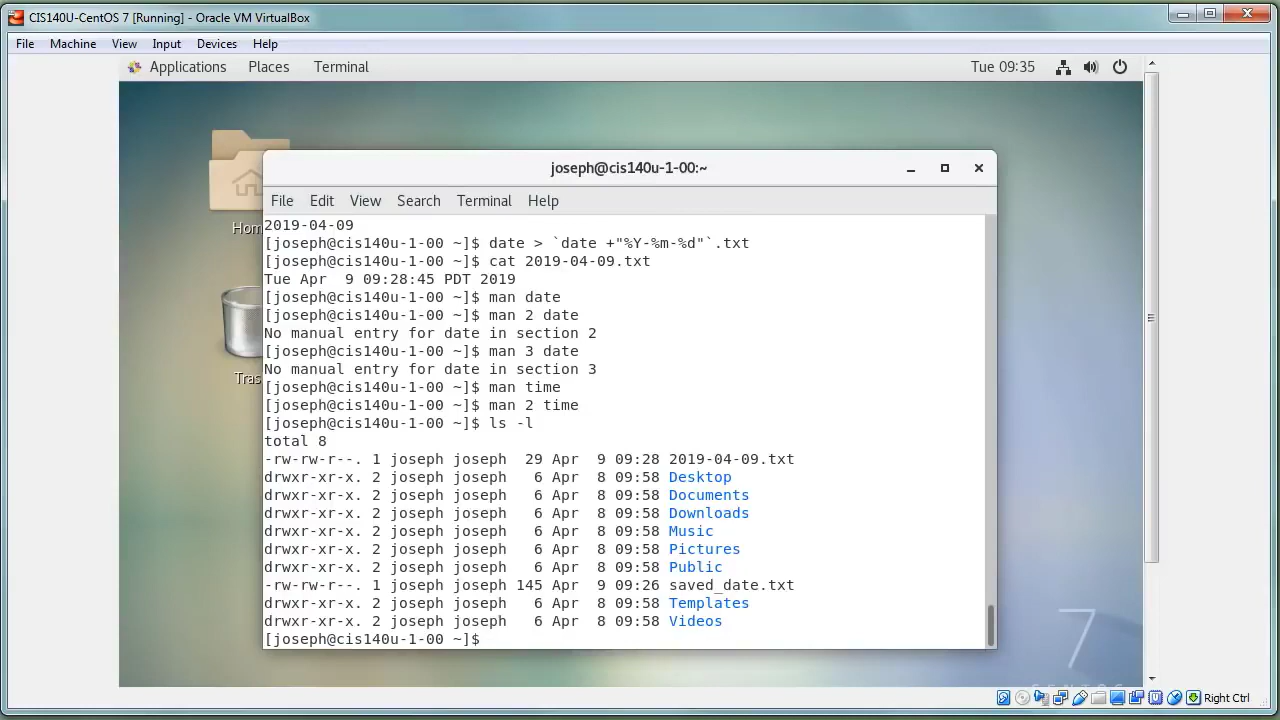 CIS140U-CentOS 7 [Running] - Oracle VM VirtualBox
File Machine View Input Devices Help
Applications Places Terminal Tue 09:35
Home
Trash
joseph@cis140u-1-00:~
File Edit View Search Terminal Help
2019-04-09
[joseph@cis140u-1-00 ~]$ date > `date +"%Y-%m-%d"`.txt
[joseph@cis140u-1-00 ~]$ cat 2019-04-09.txt
Tue Apr  9 09:28:45 PDT 2019
[joseph@cis140u-1-00 ~]$ man date
[joseph@cis140u-1-00 ~]$ man 2 date
No manual entry for date in section 2
[joseph@cis140u-1-00 ~]$ man 3 date
No manual entry for date in section 3
[joseph@cis140u-1-00 ~]$ man time
[joseph@cis140u-1-00 ~]$ man 2 time
[joseph@cis140u-1-00 ~]$ ls -l
total 8
-rw-rw-r--. 1 joseph joseph  29 Apr  9 09:28 2019-04-09.txt
drwxr-xr-x. 2 joseph joseph   6 Apr  8 09:58 Desktop
drwxr-xr-x. 2 joseph joseph   6 Apr  8 09:58 Documents
drwxr-xr-x. 2 joseph joseph   6 Apr  8 09:58 Downloads
drwxr-xr-x. 2 joseph joseph   6 Apr  8 09:58 Music
drwxr-xr-x. 2 joseph joseph   6 Apr  8 09:58 Pictures
drwxr-xr-x. 2 joseph joseph   6 Apr  8 09:58 Public
-rw-rw-r--. 1 joseph joseph 145 Apr  9 09:26 saved_date.txt
drwxr-xr-x. 2 joseph joseph   6 Apr  8 09:58 Templates
drwxr-xr-x. 2 joseph joseph   6 Apr  8 09:58 Videos
[joseph@cis140u-1-00 ~]$
7
Right Ctrl